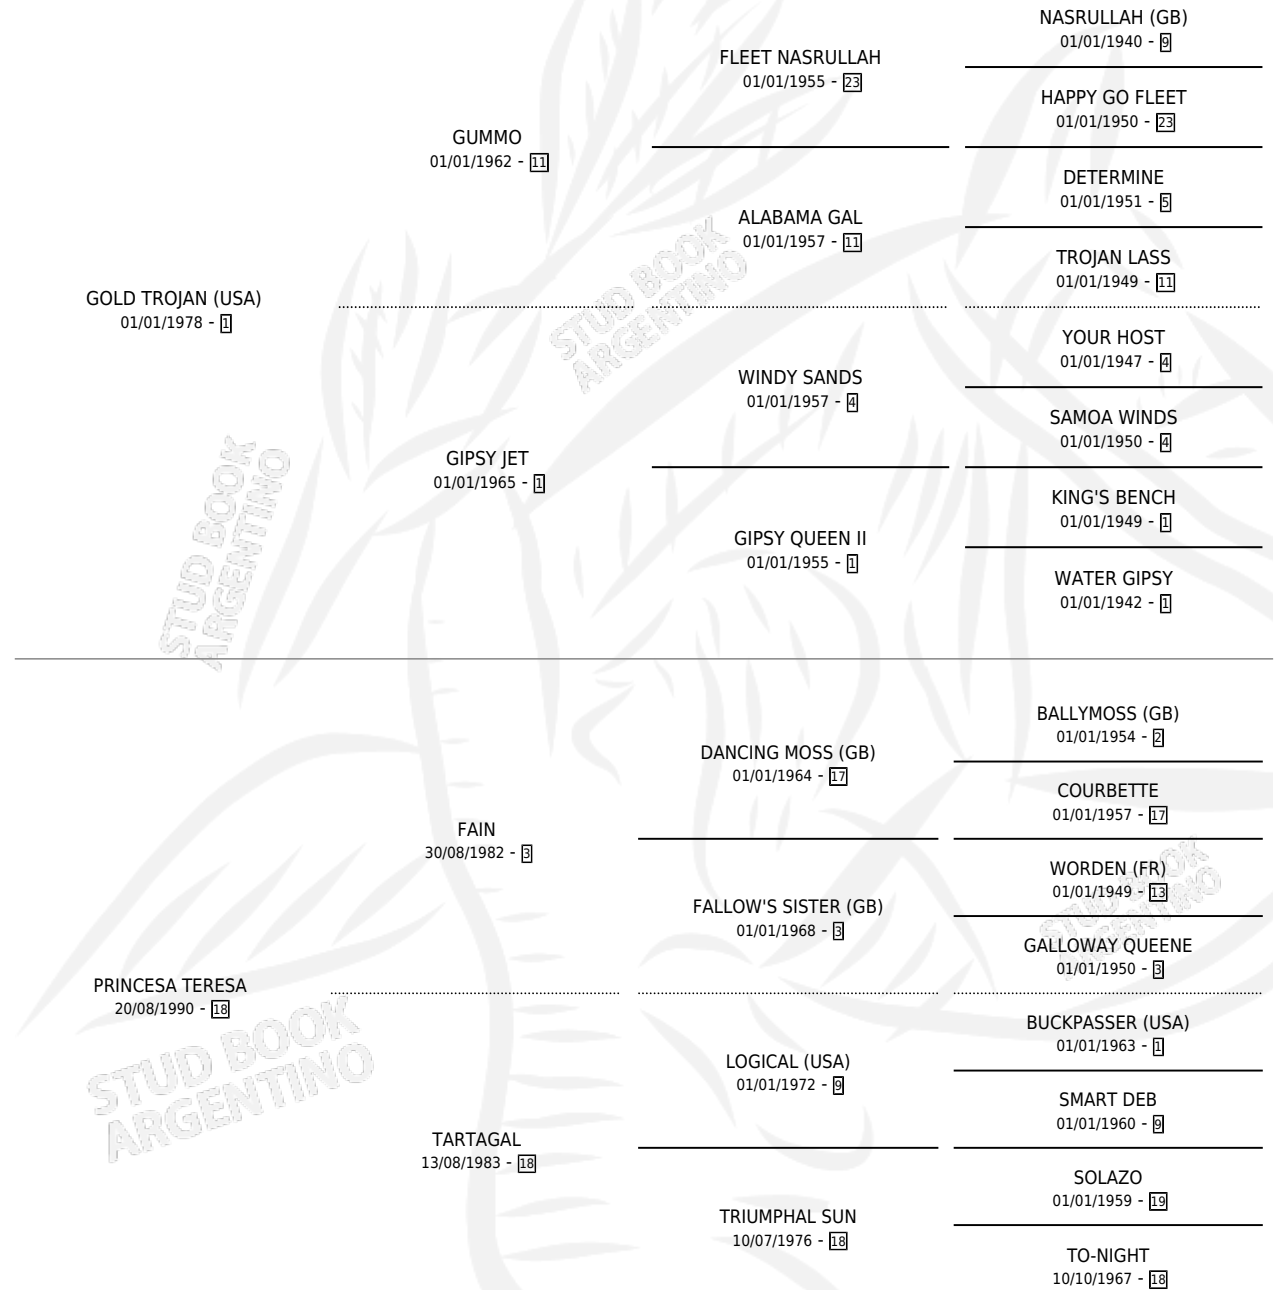 NASRULLAH (GB)
01/01/1940 - 9
FLEET NASRULLAH
01/01/1955 - 23
HAPPY GO FLEET
01/01/1950 - 23
GUMMO
01/01/1962 - 11
DETERMINE
01/01/1951 - 5
ALABAMA GAL
01/01/1957 - 11
TROJAN LASS
01/01/1949 - 11
GOLD TROJAN (USA)
01/01/1978 - 1
STUD BOOK
ARGENTINO
YOUR HOST
01/01/1947 - 4
WINDY SANDS
01/01/1957 - 4
SAMOA WINDS
01/01/1950 - 4
GIPSY JET
01/01/1965 - 1
KING'S BENCH
01/01/1949 - 1
GIPSY QUEEN II
01/01/1955 - 1
WATER GIPSY
01/01/1942 - 1
STUD BOOK
ARGENTINO
BALLYMOSS (GB)
01/01/1954 - 2
DANCING MOSS (GB)
01/01/1964 - 17
COURBETTE
01/01/1957 - 17
FAIN
30/08/1982 - 3
WORDEN (FR)
01/01/1949 - 13
FALLOW'S SISTER (GB)
01/01/1968 - 3
GALLOWAY QUEENE
01/01/1950 - 3
STUD BOOK
ARGENTINO
PRINCESA TERESA
20/08/1990 - 18
BUCKPASSER (USA)
01/01/1963 - 1
LOGICAL (USA)
01/01/1972 - 9
SMART DEB
01/01/1960 - 9
STUD BOOK
ARGENTINO
TARTAGAL
13/08/1983 - 18
SOLAZO
01/01/1959 - 19
TRIUMPHAL SUN
10/07/1976 - 18
TO-NIGHT
10/10/1967 - 18